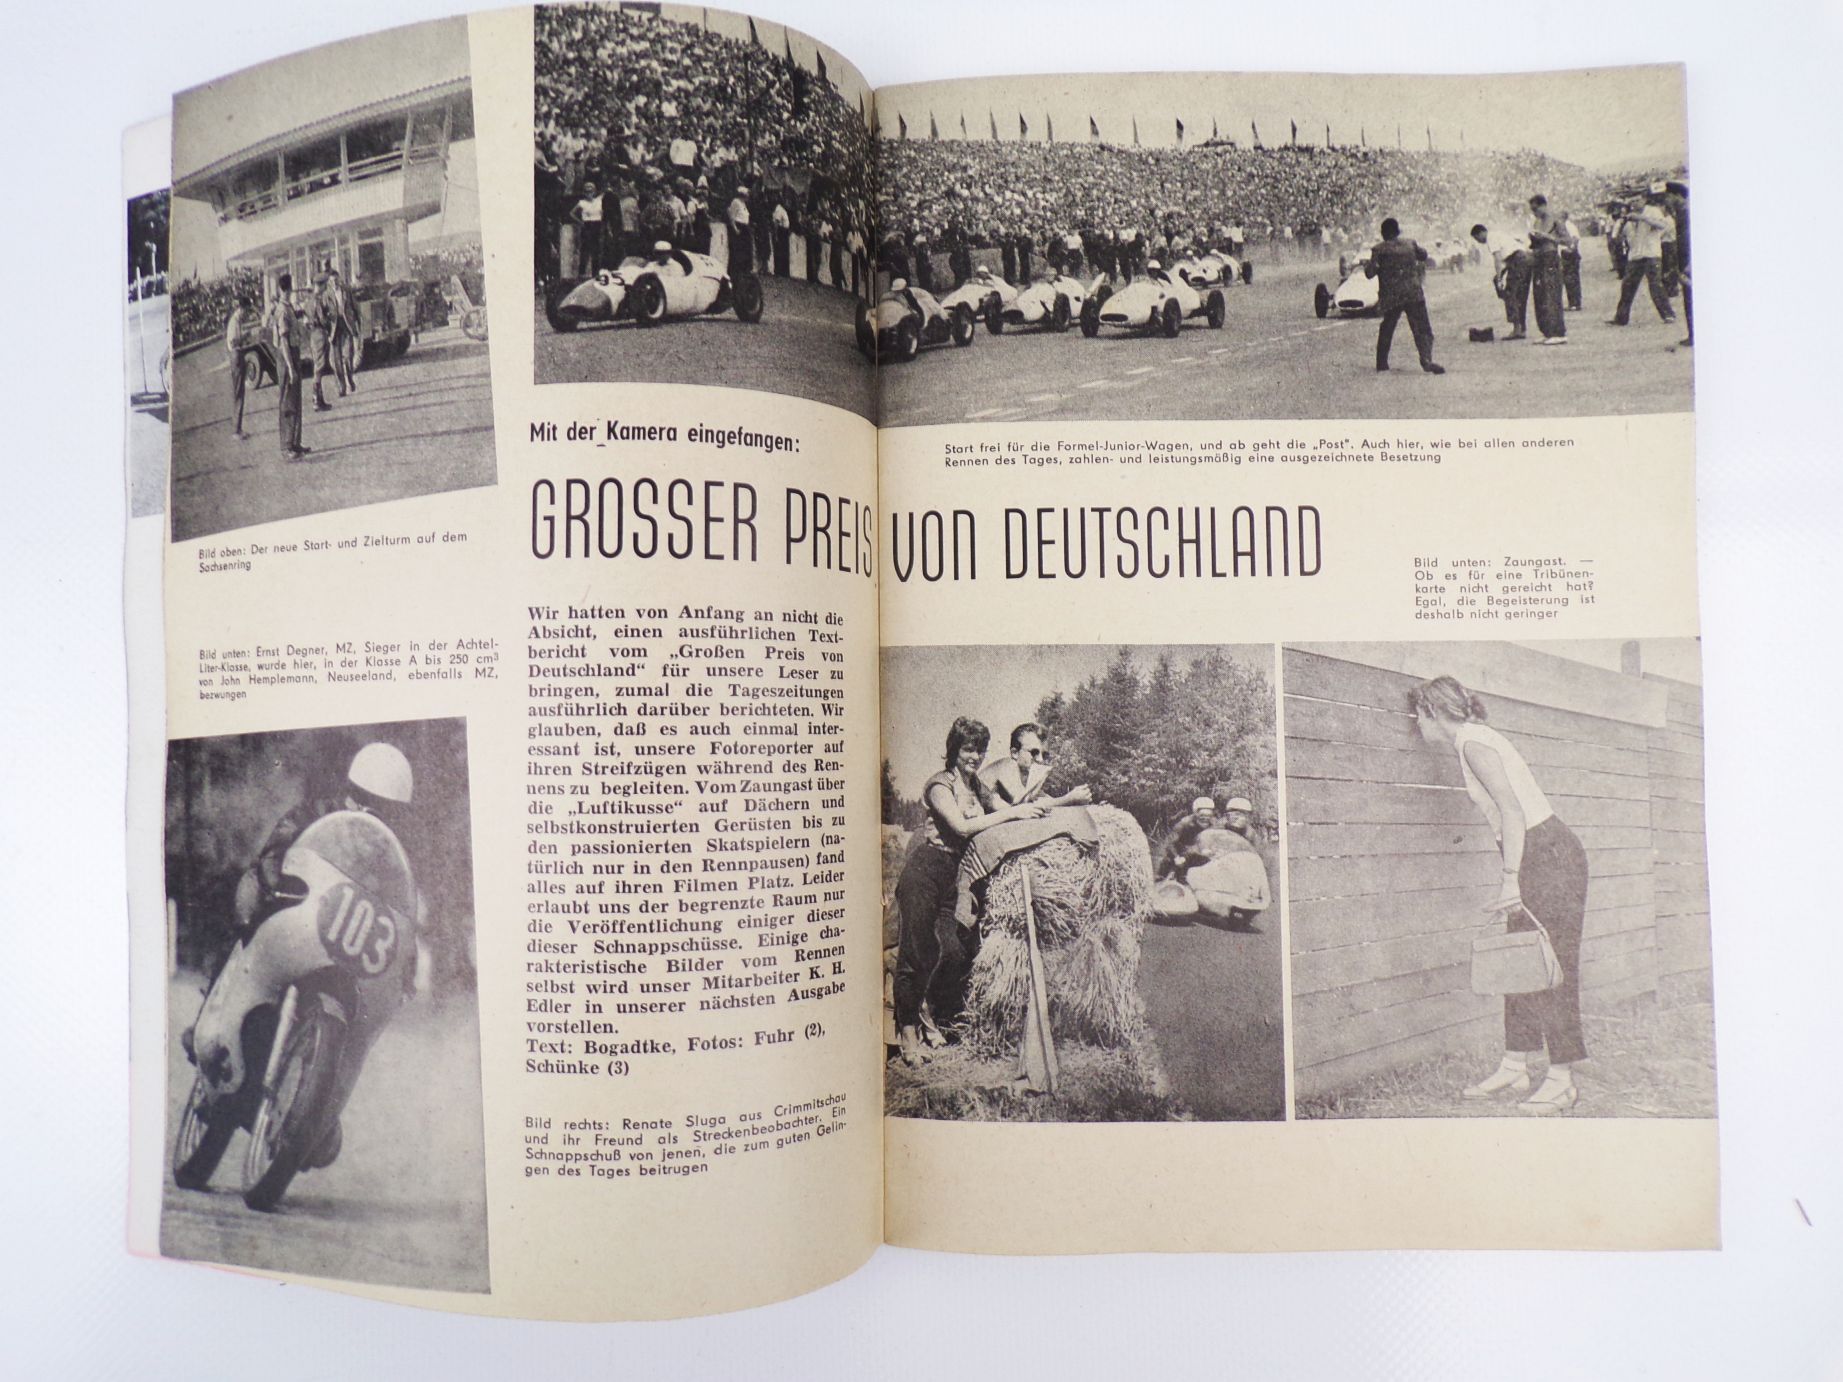 Bild oben: Der neue Start- und Zielturm auf dem
Sachsenring
Bild unten: Ernst Degner, MZ, Sieger in der Achtel-
Liter-Klasse, wurde hier, in der Klasse A bis 250 cm³
von John Hemplemann, Neuseeland, ebenfalls MZ,
bezwungen
103
95
Mit der Kamera eingefangen:
GROSSER PREIS VON DEUTSCHLAND
Wir hatten von Anfang an nicht die
Absicht, einen ausführlichen Text-
bericht vom „Großen Preis von
Deutschland“ für unsere Leser zu
bringen, zumal die Tageszeitungen
ausführlich darüber berichteten. Wir
glauben, daß es auch einmal inter-
essant ist, unsere Fotoreporter auf
ihren Streifzügen während des Ren-
nens zu begleiten. Vom Zaungast über
die „Luftikusse“ auf Dächern und
selbstkonstruierten Gerüsten bis zu
den passionierten Skatspielern (na-
türlich nur in den Rennpausen) fand
alles auf ihren Filmen Platz. Leider
erlaubt uns der begrenzte Raum nur
die Veröffentlichung einiger dieser
dieser Schnappschüsse. Einige cha-
rakteristische Bilder vom Rennen
selbst wird unser Mitarbeiter K. H.
Edler in unserer nächsten Ausgabe
vorstellen.
Text: Bogadtke, Fotos: Fuhr (2),
Schünke (3)
Bild rechts: Renate Sluga aus Crimmitschau
und ihr Freund als Streckenbeobachter. Ein
Schnappschuß von jenen, die zum guten Gelin-
gen des Tages beitrugen
Start frei für die Formel-Junior-Wagen, und ab geht die „Post“. Auch hier, wie bei allen anderen
Rennen des Tages, zahlen- und leistungsmäßig eine ausgezeichnete Besetzung
Bild unten: Zaungast. —
Ob es für eine Tribünen-
karte nicht gereicht hat?
Egal, die Begeisterung ist
deshalb nicht geringer